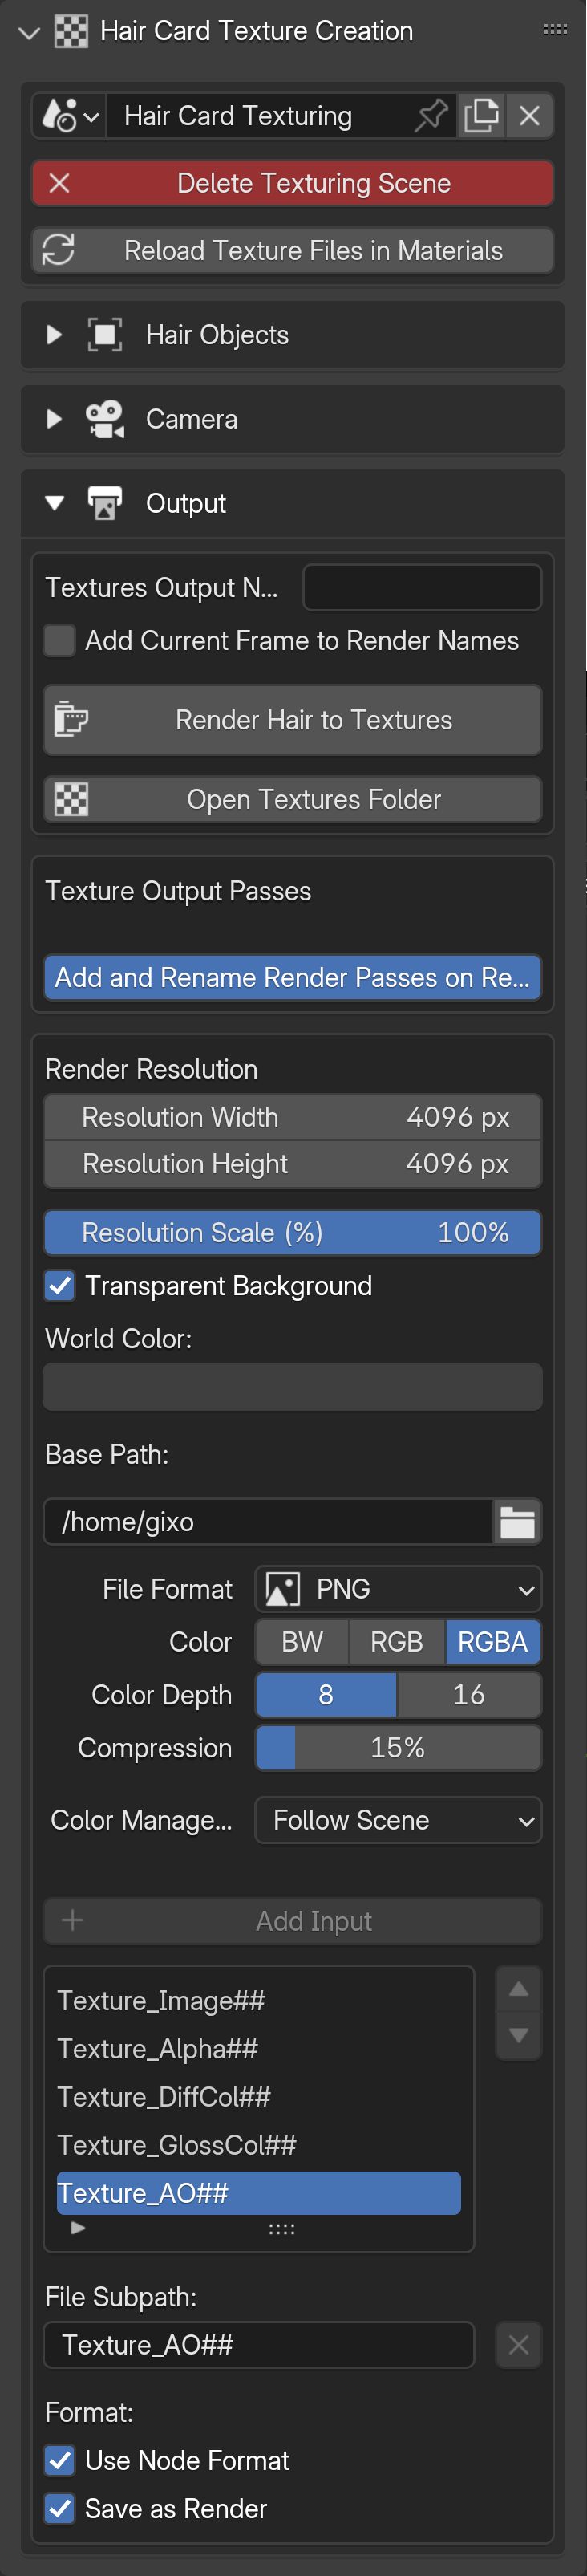 Hair Card Texture Creation
Hair Card Texturing
Delete Texturing Scene
Reload Texture Files in Materials
Hair Objects
Camera
Output
Textures Output N...
Add Current Frame to Render Names
Render Hair to Textures
Open Textures Folder
Texture Output Passes
Add and Rename Render Passes on Re...
Render Resolution
Resolution Width 4096 px
Resolution Height 4096 px
Resolution Scale (%) 100%
Transparent Background
World Color:
Base Path:
/home/gixo
File Format PNG
Color BW RGB RGBA
Color Depth 8 16
Compression 15%
Color Manage... Follow Scene
Add Input
Texture_Image##
Texture_Alpha##
Texture_DiffCol##
Texture_GlossCol##
Texture_AO##
File Subpath:
Texture_AO##
Format:
Use Node Format
Save as Render